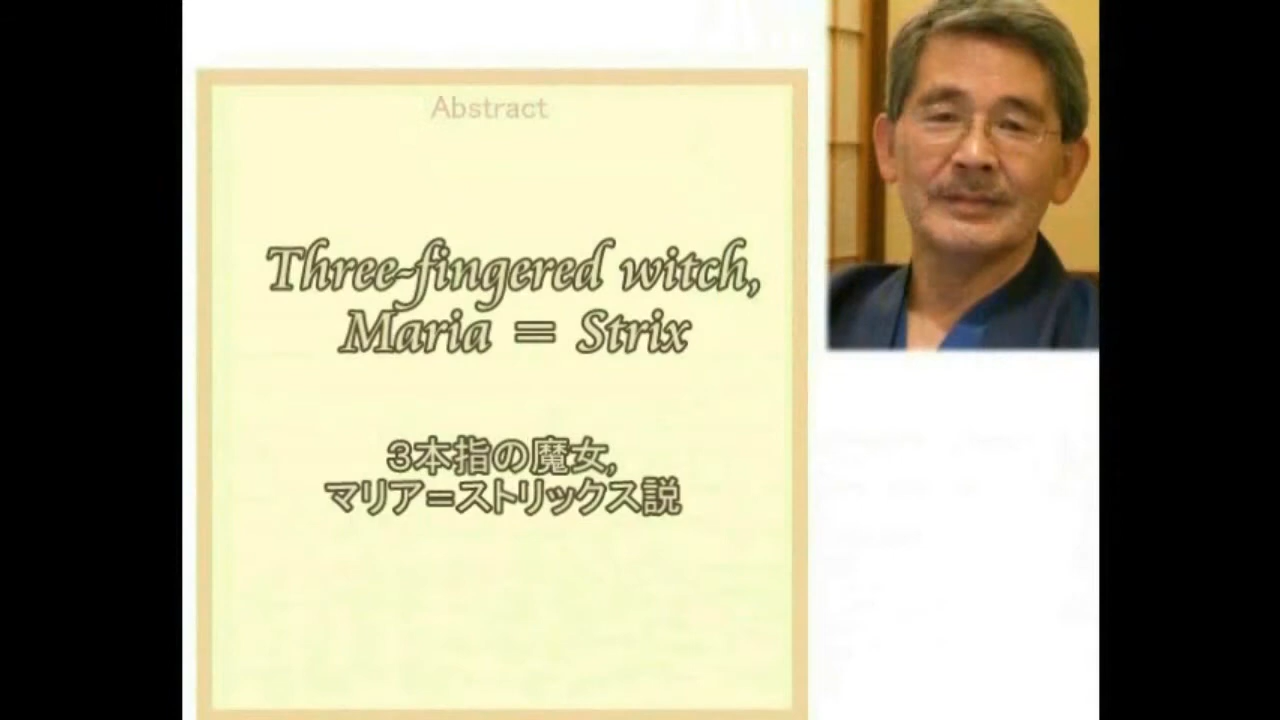 Abstract
Three-fingered witch,
Maria = Strix
３本指の魔女,
マリア＝ストリックス説